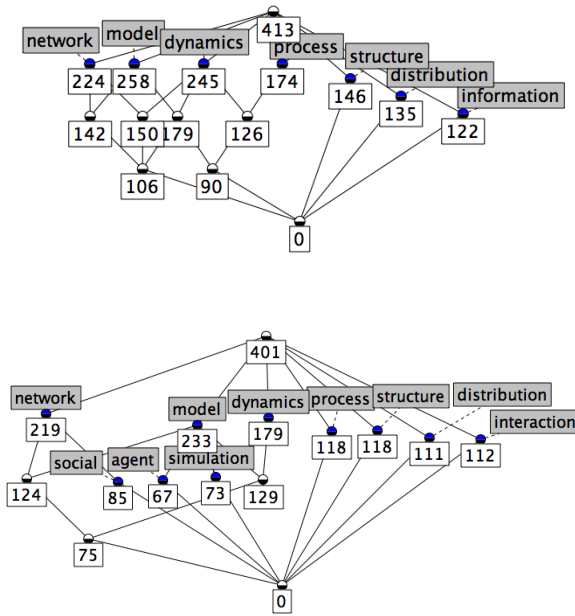 413
network
model
dynamics
process
structure
distribution
information
224
258
245
174
146
135
122
142
150
179
126
106
90
0
401
network
model
dynamics
process
structure
distribution
interaction
219
233
179
118
118
111
112
social
agent
simulation
124
85
67
73
129
75
0